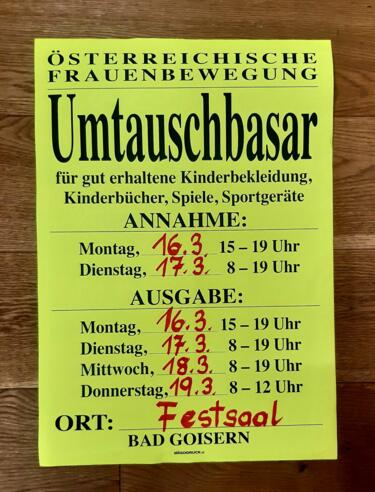 ÖSTERREICHISCHE
FRAUENBEWEGUNG
Umtauschbasar
für gut erhaltene Kinderbekleidung,
Kinderbücher, Spiele, Sportgeräte
ANNAHME:
Montag, 16.3. 15 – 19 Uhr
Dienstag, 17.3. 8 – 19 Uhr
AUSGABE:
Montag, 16.3. 15 – 19 Uhr
Dienstag, 17.3. 8 – 19 Uhr
Mittwoch, 18.3. 8 – 19 Uhr
Donnerstag, 19.3. 8 – 12 Uhr
ORT: Festsaal
BAD GOISERN